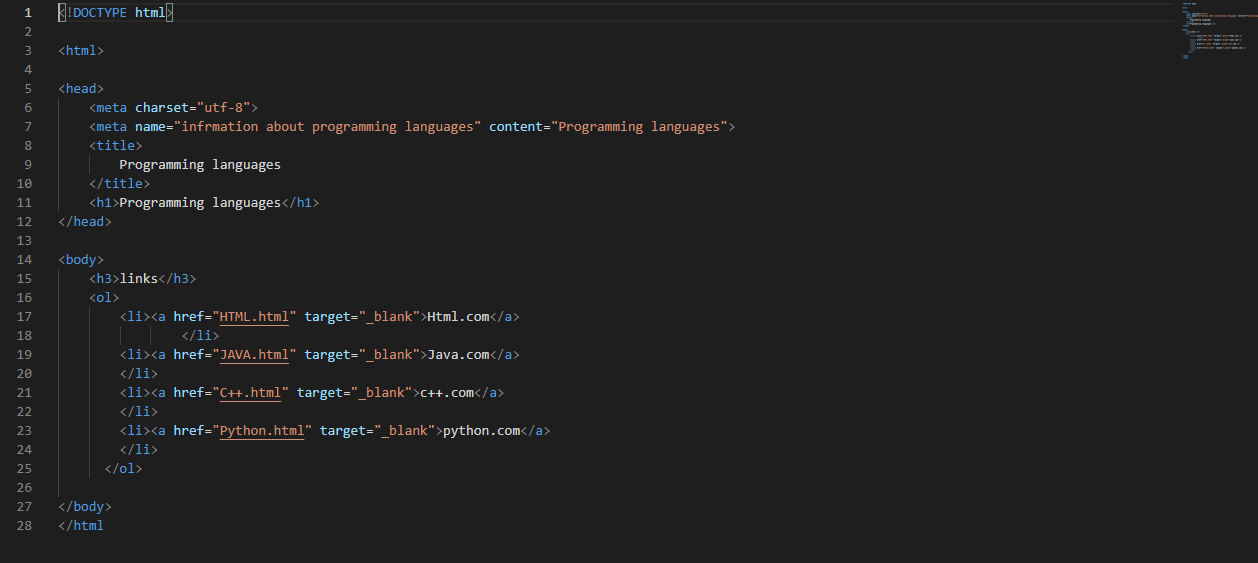 1 <!DOCTYPE html>
2
3 <html>
4
5 <head>
6     <meta charset="utf-8">
7     <meta name="infrmation about programming languages" content="Programming languages">
8     <title>
9         Programming languages
10     </title>
11     <h1>Programming languages</h1>
12 </head>
13
14 <body>
15     <h3>links</h3>
16     <ol>
17         <li><a href="HTML.html" target="_blank">Html.com</a>
18                 </li>
19         <li><a href="JAVA.html" target="_blank">Java.com</a>
20         </li>
21         <li><a href="C++.html" target="_blank">c++.com</a>
22         </li>
23         <li><a href="Python.html" target="_blank">python.com</a>
24         </li>
25       </ol>
26
27 </body>
28 </html